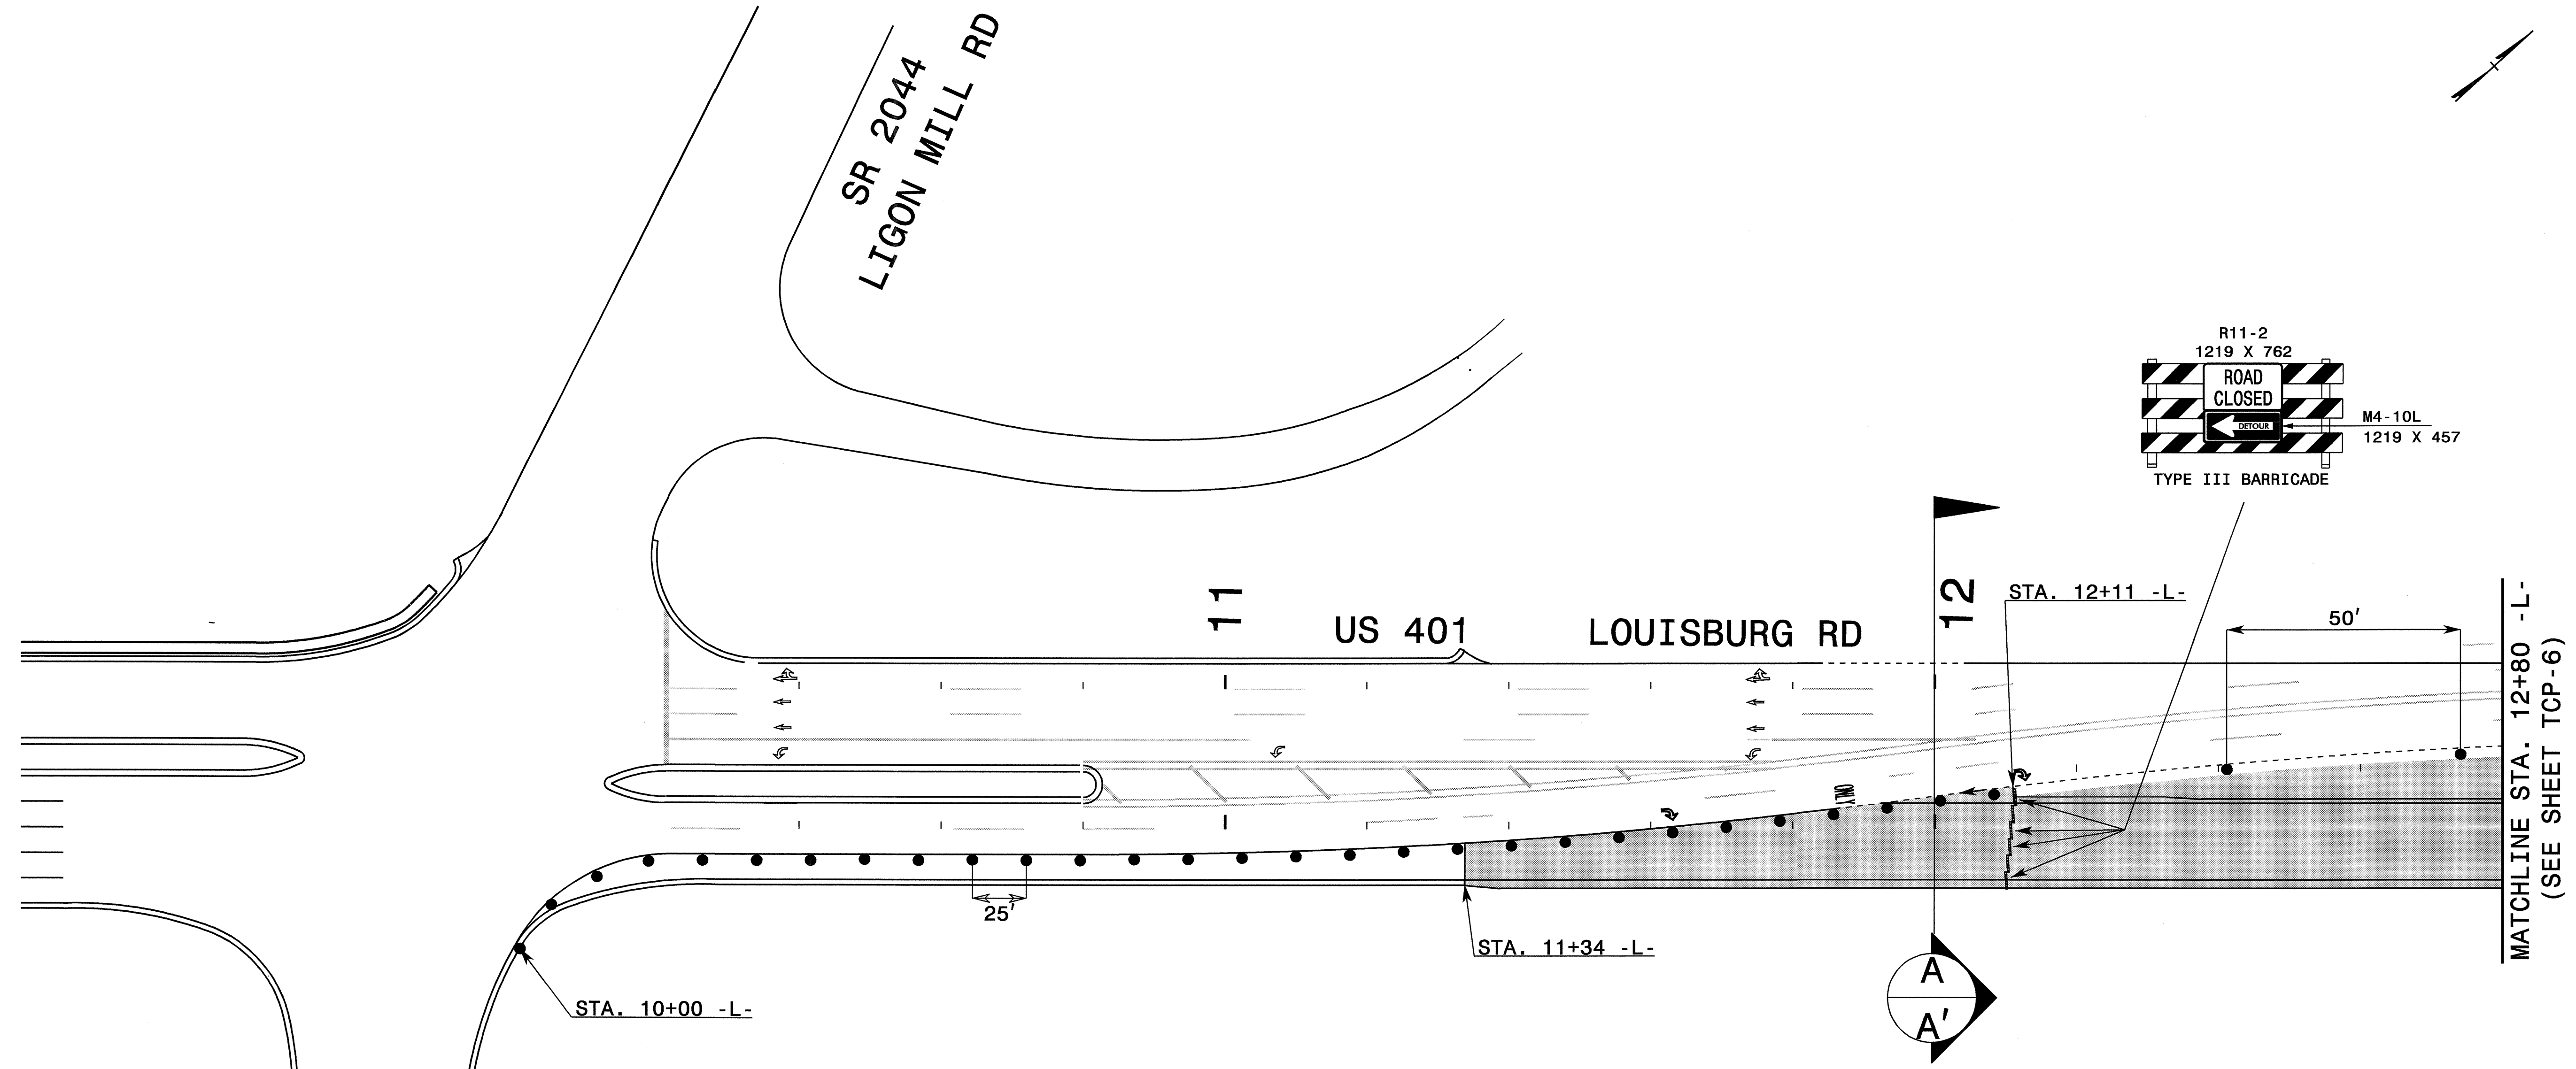 SR 2044
LIGON MILL RD
R11-2
1219 X 762
ROAD
CLOSED
DETOUR
M4-10L
1219 X 457
TYPE III BARRICADE
11
US 401
LOUISBURG RD
12
STA. 12+11 -L-
50'
ONLY
25'
STA. 11+34 -L-
STA. 10+00 -L-
A
A'
MATCHLINE STA. 12+80 -L-
(SEE SHEET TCP-6)